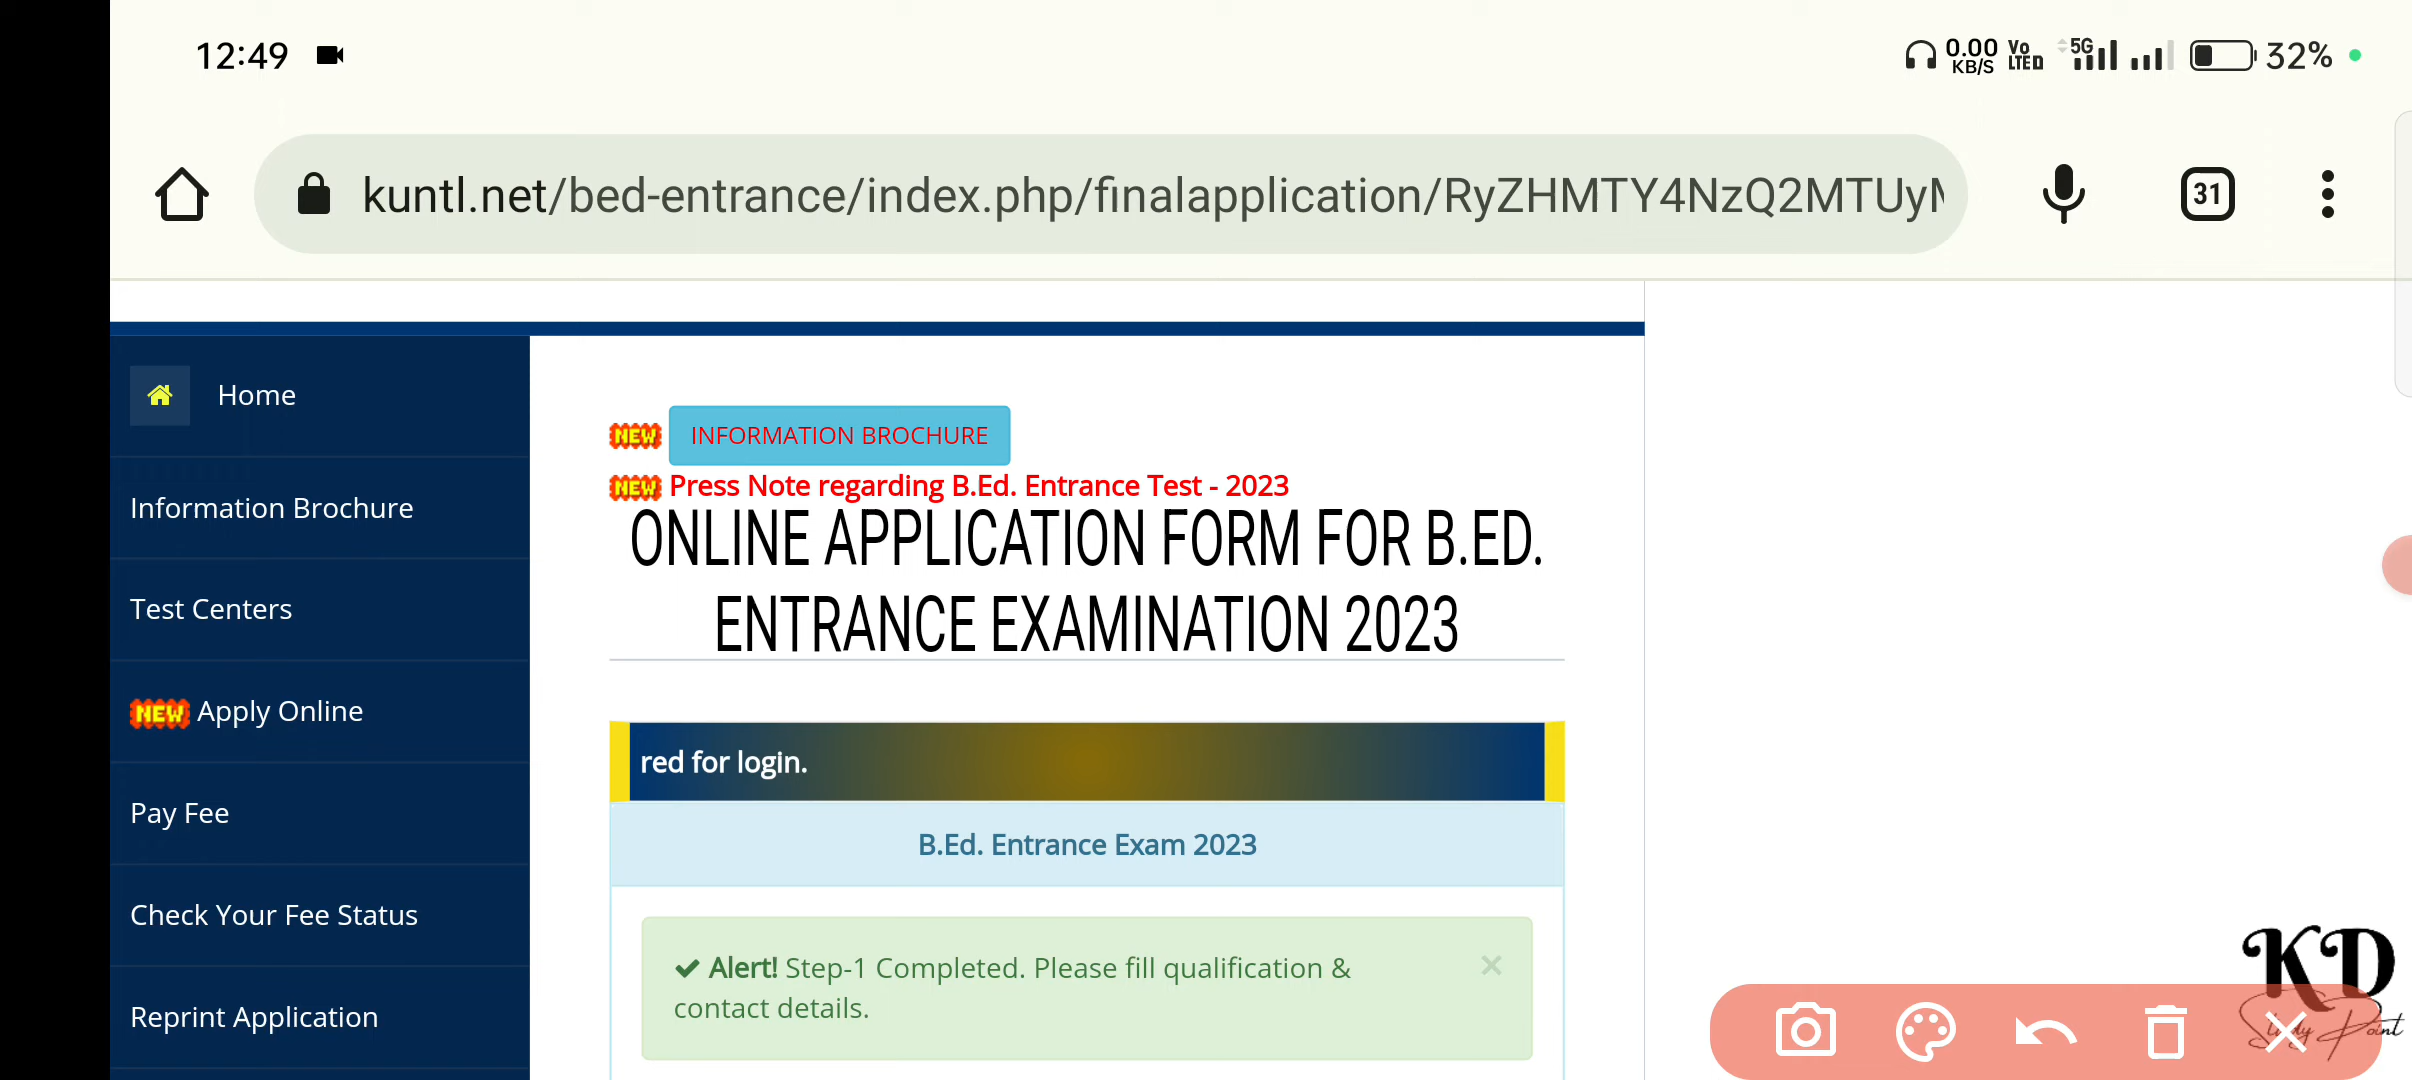 12:49
0.00 KB/S
Vo LTE
5G
32%
kuntl.net/bed-entrance/index.php/finalapplication/RyZHMTY4NzQ2MTUyM
31
Home
Information Brochure
Test Centers
NEW Apply Online
Pay Fee
Check Your Fee Status
Reprint Application
NEW INFORMATION BROCHURE
NEW Press Note regarding B.Ed. Entrance Test - 2023
ONLINE APPLICATION FORM FOR B.ED.
ENTRANCE EXAMINATION 2023
red for login.
B.Ed. Entrance Exam 2023
Alert! Step-1 Completed. Please fill qualification &
contact details.
KD
Study Point